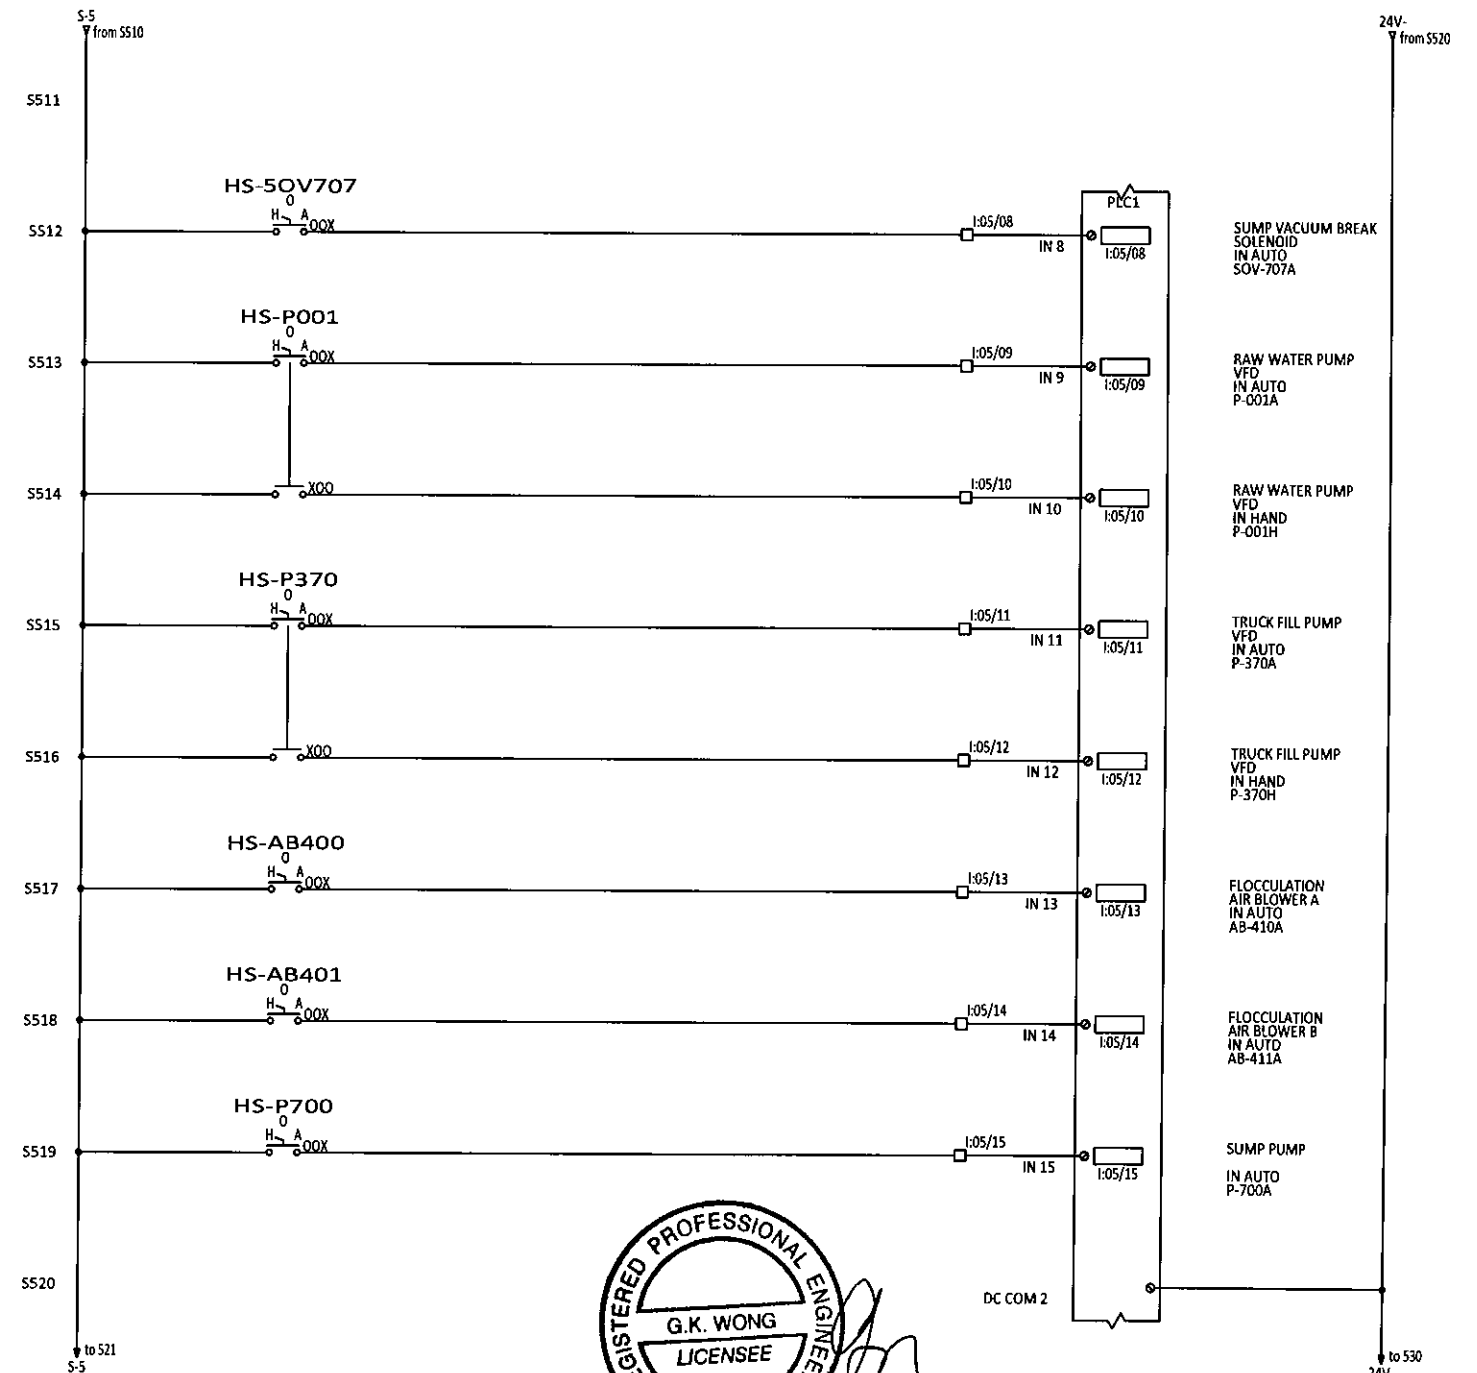 S-5
from S510
24V-
from S520
S511
HS-SOV707
O
H A
OOX
S512
I:05/08
IN 8
PLC1
I:05/08
SUMP VACUUM BREAK
SOLENOID
IN AUTO
SOV-707A
HS-P001
O
H A
OOX
S513
I:05/09
IN 9
I:05/09
RAW WATER PUMP
VFD
IN AUTO
P-001A
S514
XOO
I:05/10
IN 10
I:05/10
RAW WATER PUMP
VFD
IN HAND
P-001H
HS-P370
O
H A
OOX
S515
I:05/11
IN 11
I:05/11
TRUCK FILL PUMP
VFD
IN AUTO
P-370A
S516
XOO
I:05/12
IN 12
I:05/12
TRUCK FILL PUMP
VFD
IN HAND
P-370H
HS-AB400
O
H A
OOX
S517
I:05/13
IN 13
I:05/13
FLOCCULATION
AIR BLOWER A
IN AUTO
AB-410A
HS-AB401
O
H A
OOX
S518
I:05/14
IN 14
I:05/14
FLOCCULATION
AIR BLOWER B
IN AUTO
AB-411A
HS-P700
O
H A
OOX
S519
I:05/15
IN 15
I:05/15
SUMP PUMP
IN AUTO
P-700A
S520
DC COM 2
PROFESSIONAL
G.K. WONG
LICENSEE
to 521
S-5
to 530